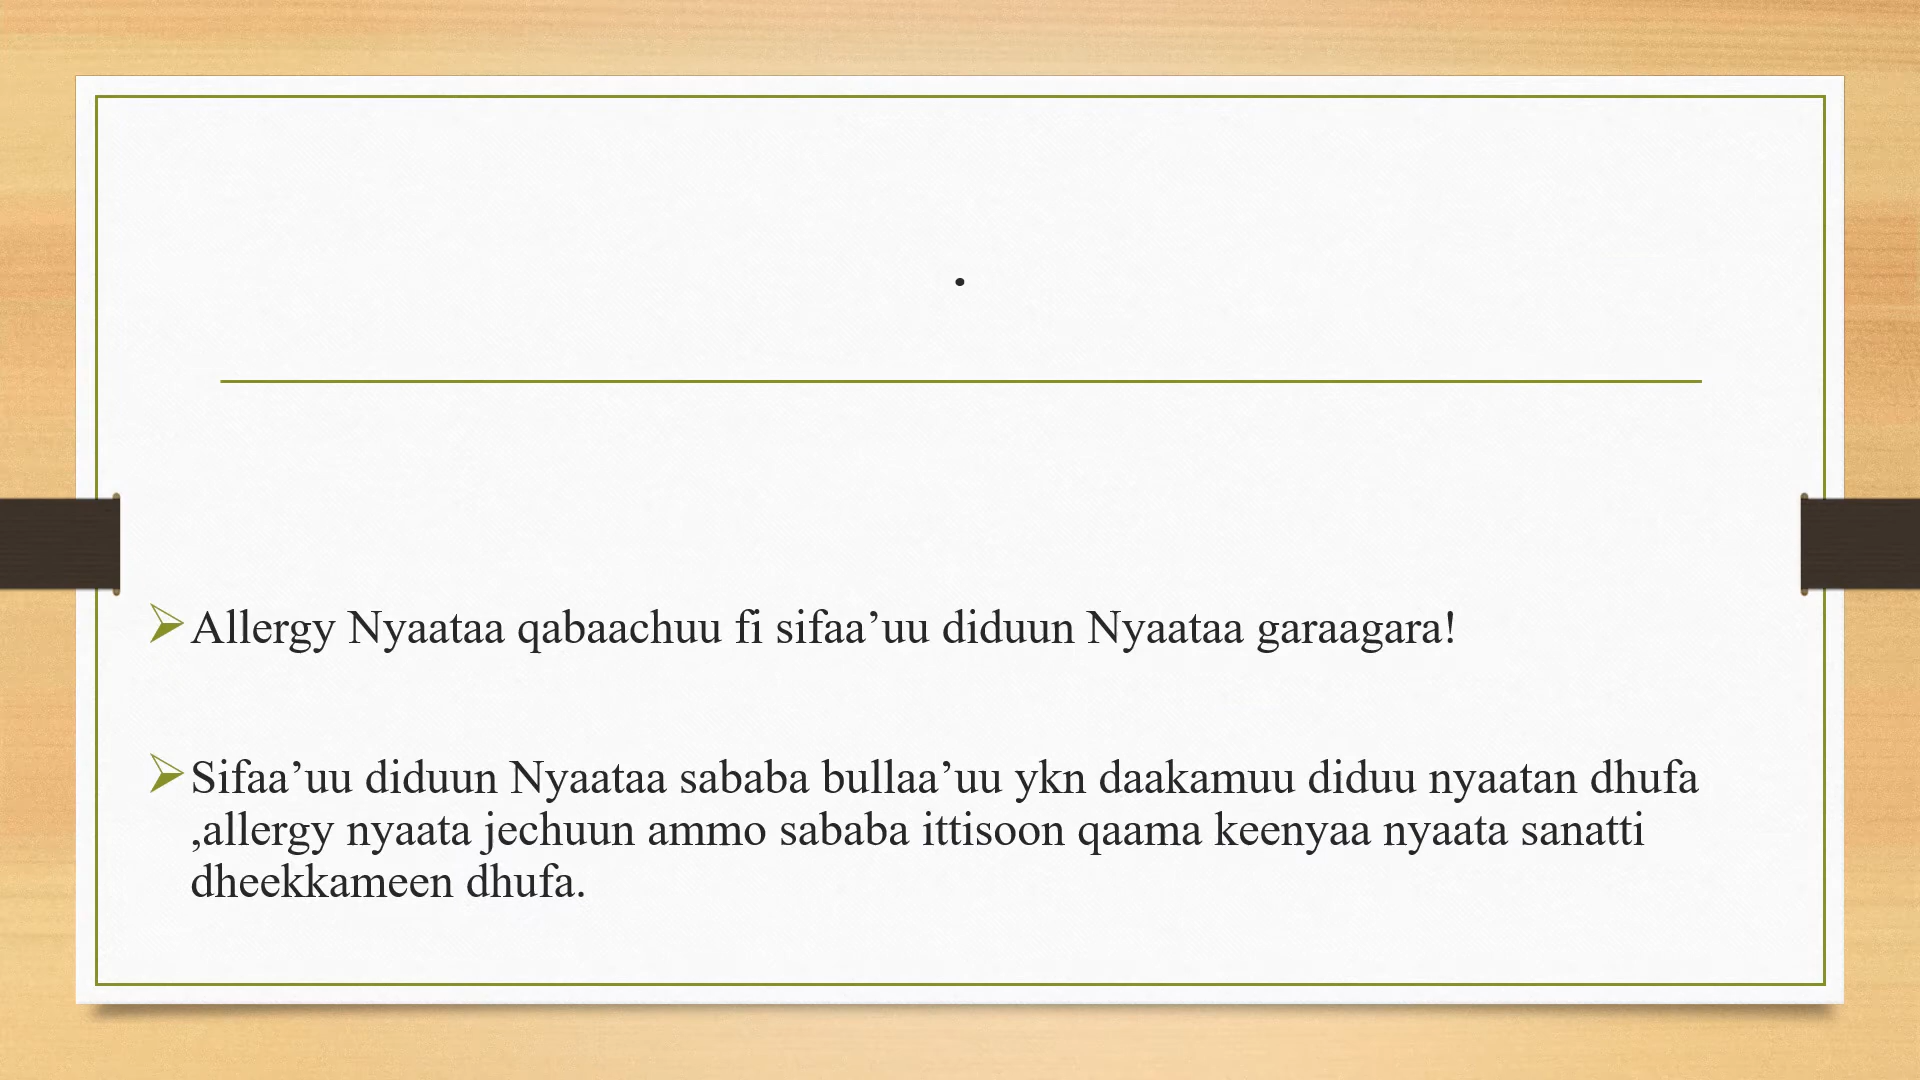 .
Allergy Nyaataa qabaachuu fi sifaa’uu diduun Nyaataa garaagara!
Sifaa’uu diduun Nyaataa sababa bullaa’uu ykn daakamuu diduu nyaatan dhufa
,allergy nyaata jechuun ammo sababa ittisoon qaama keenyaa nyaata sanatti
dheekkameen dhufa.